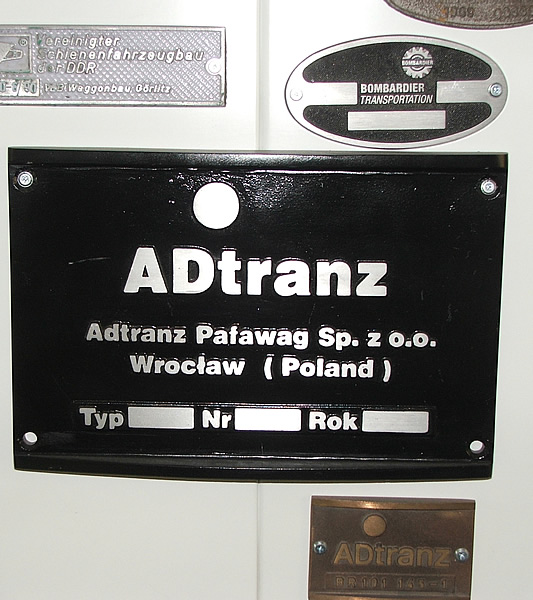 Vereinigter
Schienenfahrzeugbau
der DDR
VEB Waggonbau, Görlitz
BOMBARDIER
BOMBARDIER
TRANSPORTATION
ADtranz
Adtranz Pafawag Sp. z o.o.
Wrocław ( Poland )
Typ Nr Rok
ADtranz